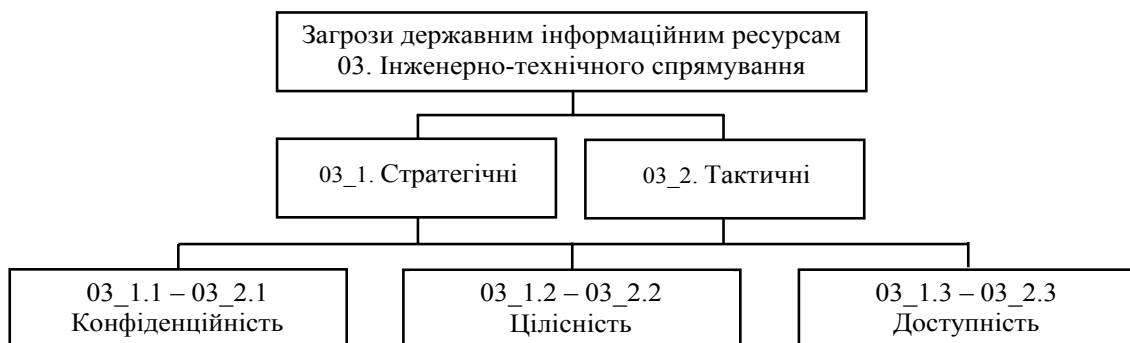 Загрози державним інформаційним ресурсам
03. Інженерно-технічного спрямування
03_1. Стратегічні
03_2. Тактичні
03_1.1 – 03_2.1
Конфіденційність
03_1.2 – 03_2.2
Цілісність
03_1.3 – 03_2.3
Доступність